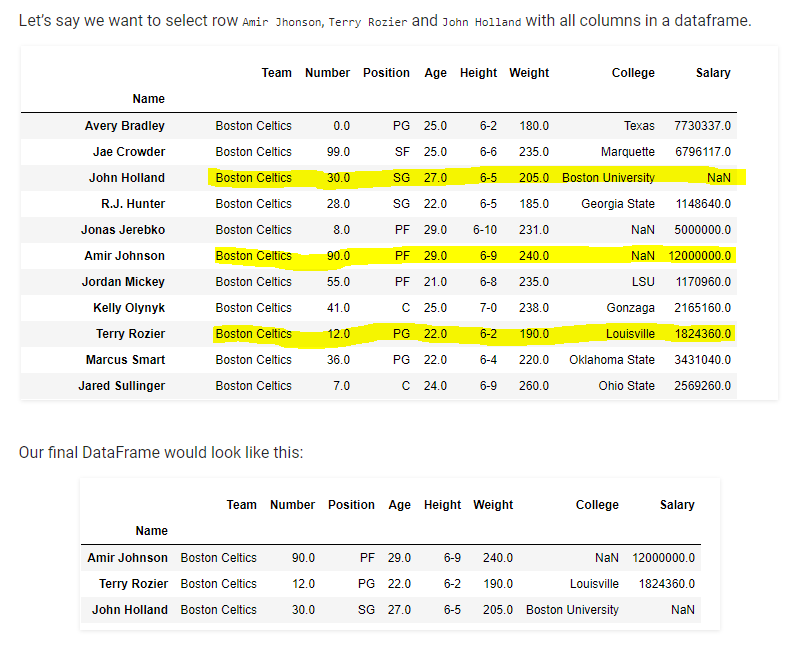 Let's say we want to select row Amir Jhonson, Terry Rozier and John Holland with all columns in a dataframe.
Team Number Position Age Height Weight College Salary
Name
Avery Bradley Boston Celtics 0.0 PG 25.0 6-2 180.0 Texas 7730337.0
Jae Crowder Boston Celtics 99.0 SF 25.0 6-6 235.0 Marquette 6796117.0
John Holland Boston Celtics 30.0 SG 27.0 6-5 205.0 Boston University NaN
R.J. Hunter Boston Celtics 28.0 SG 22.0 6-5 185.0 Georgia State 1148640.0
Jonas Jerebko Boston Celtics 8.0 PF 29.0 6-10 231.0 NaN 5000000.0
Amir Johnson Boston Celtics 90.0 PF 29.0 6-9 240.0 NaN 12000000.0
Jordan Mickey Boston Celtics 55.0 PF 21.0 6-8 235.0 LSU 1170960.0
Kelly Olynyk Boston Celtics 41.0 C 25.0 7-0 238.0 Gonzaga 2165160.0
Terry Rozier Boston Celtics 12.0 PG 22.0 6-2 190.0 Louisville 1824360.0
Marcus Smart Boston Celtics 36.0 PG 22.0 6-4 220.0 Oklahoma State 3431040.0
Jared Sullinger Boston Celtics 7.0 C 24.0 6-9 260.0 Ohio State 2569260.0
Our final DataFrame would look like this:
Team Number Position Age Height Weight College Salary
Name
Amir Johnson Boston Celtics 90.0 PF 29.0 6-9 240.0 NaN 12000000.0
Terry Rozier Boston Celtics 12.0 PG 22.0 6-2 190.0 Louisville 1824360.0
John Holland Boston Celtics 30.0 SG 27.0 6-5 205.0 Boston University NaN